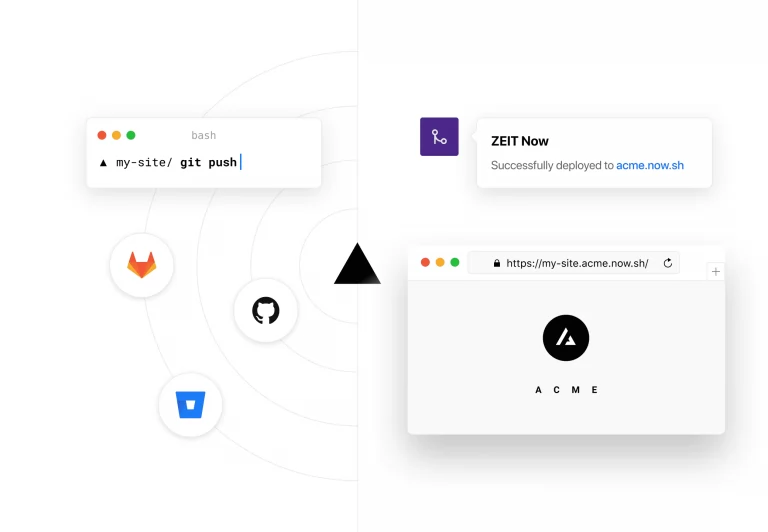 bash
▲ my-site/ git push
ZEIT Now
Successfully deployed to acme.now.sh
https://my-site.acme.now.sh/
ACME